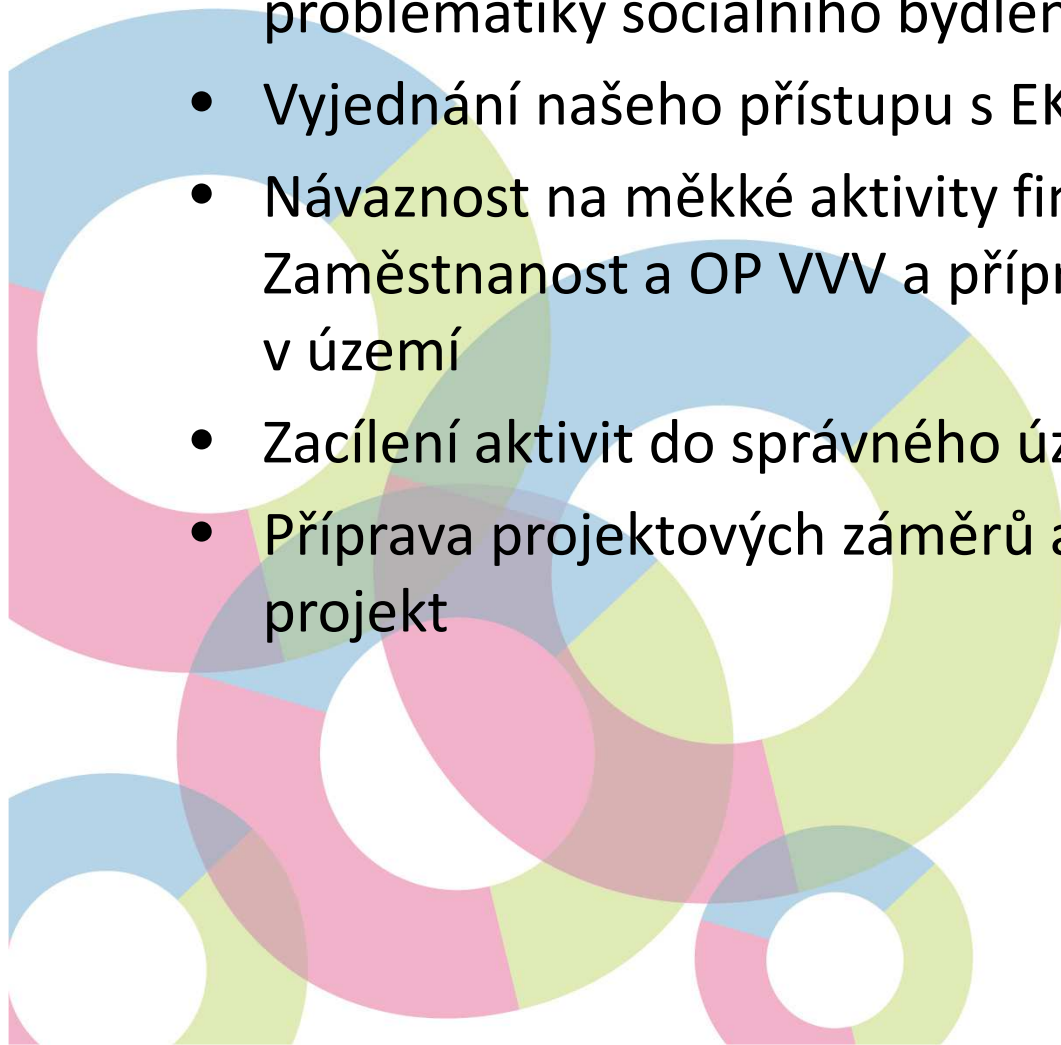 problematiky sociálního bydlen
• Vyjednání našeho přístupu s EK
• Návaznost na měkké aktivity fin
Zaměstnanost a OP VVV a přípr
v území
• Zacílení aktivit do správného úz
• Příprava projektových záměrů a
projekt